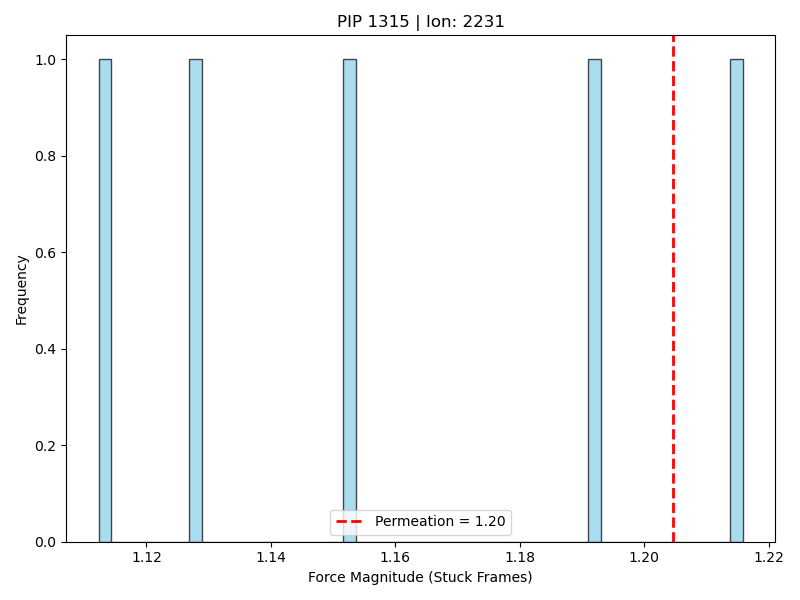 PIP 1315 | Ion: 2231
Frequency
1.0
0.8
0.6
0.4
0.2
0.0
Permeation = 1.20
1.12 1.14 1.16 1.18 1.20 1.22
Force Magnitude (Stuck Frames)